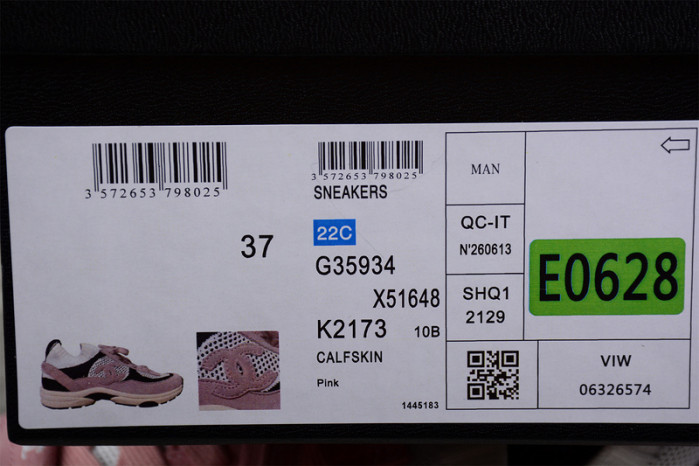 3 572653 798025
3 572653 798025
SNEAKERS
37
22C
G35934
X51648
K2173 10B
CALFSKIN
Pink
1445183
MAN
QC-IT
N'260613
SHQ1
2129
E0628
VIW
06326574